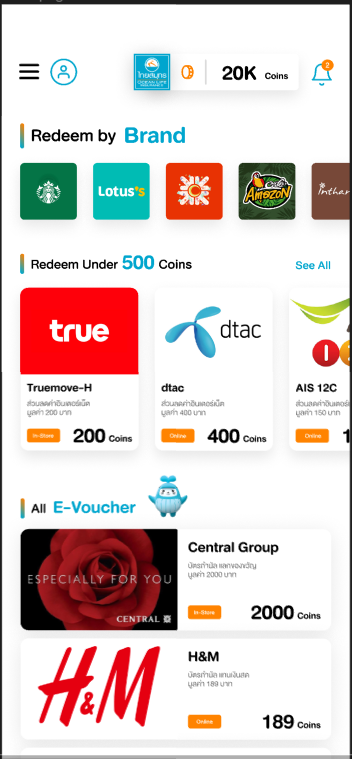 ไทยสมุทร
OCEAN LIFE
20K Coins
2
Redeem by Brand
Lotus's
Café
Amazon
Inthan
Redeem Under 500 Coins
See All
true
dtac
Truemove-H
ส่วนลดค่าอินเตอร์เน็ต
มูลค่า 200 บาท
In-Store
200 Coins
dtac
ส่วนลดค่าอินเตอร์เน็ต
มูลค่า 400 บาท
Online
400 Coins
AIS 12C
ส่วนลดค่าอินเตอร์เน็
มูลค่า 150 บาท
Online
1
All E-Voucher
ESPECIALLY FOR YOU
CENTRAL
Central Group
บัตรกำนัล แลกของขวัญ
มูลค่า 2000 บาท
In-Store
2000 Coins
H&M
H&M
บัตรกำนัล แทนเงินสด
มูลค่า 189 บาท
Online
189 Coins